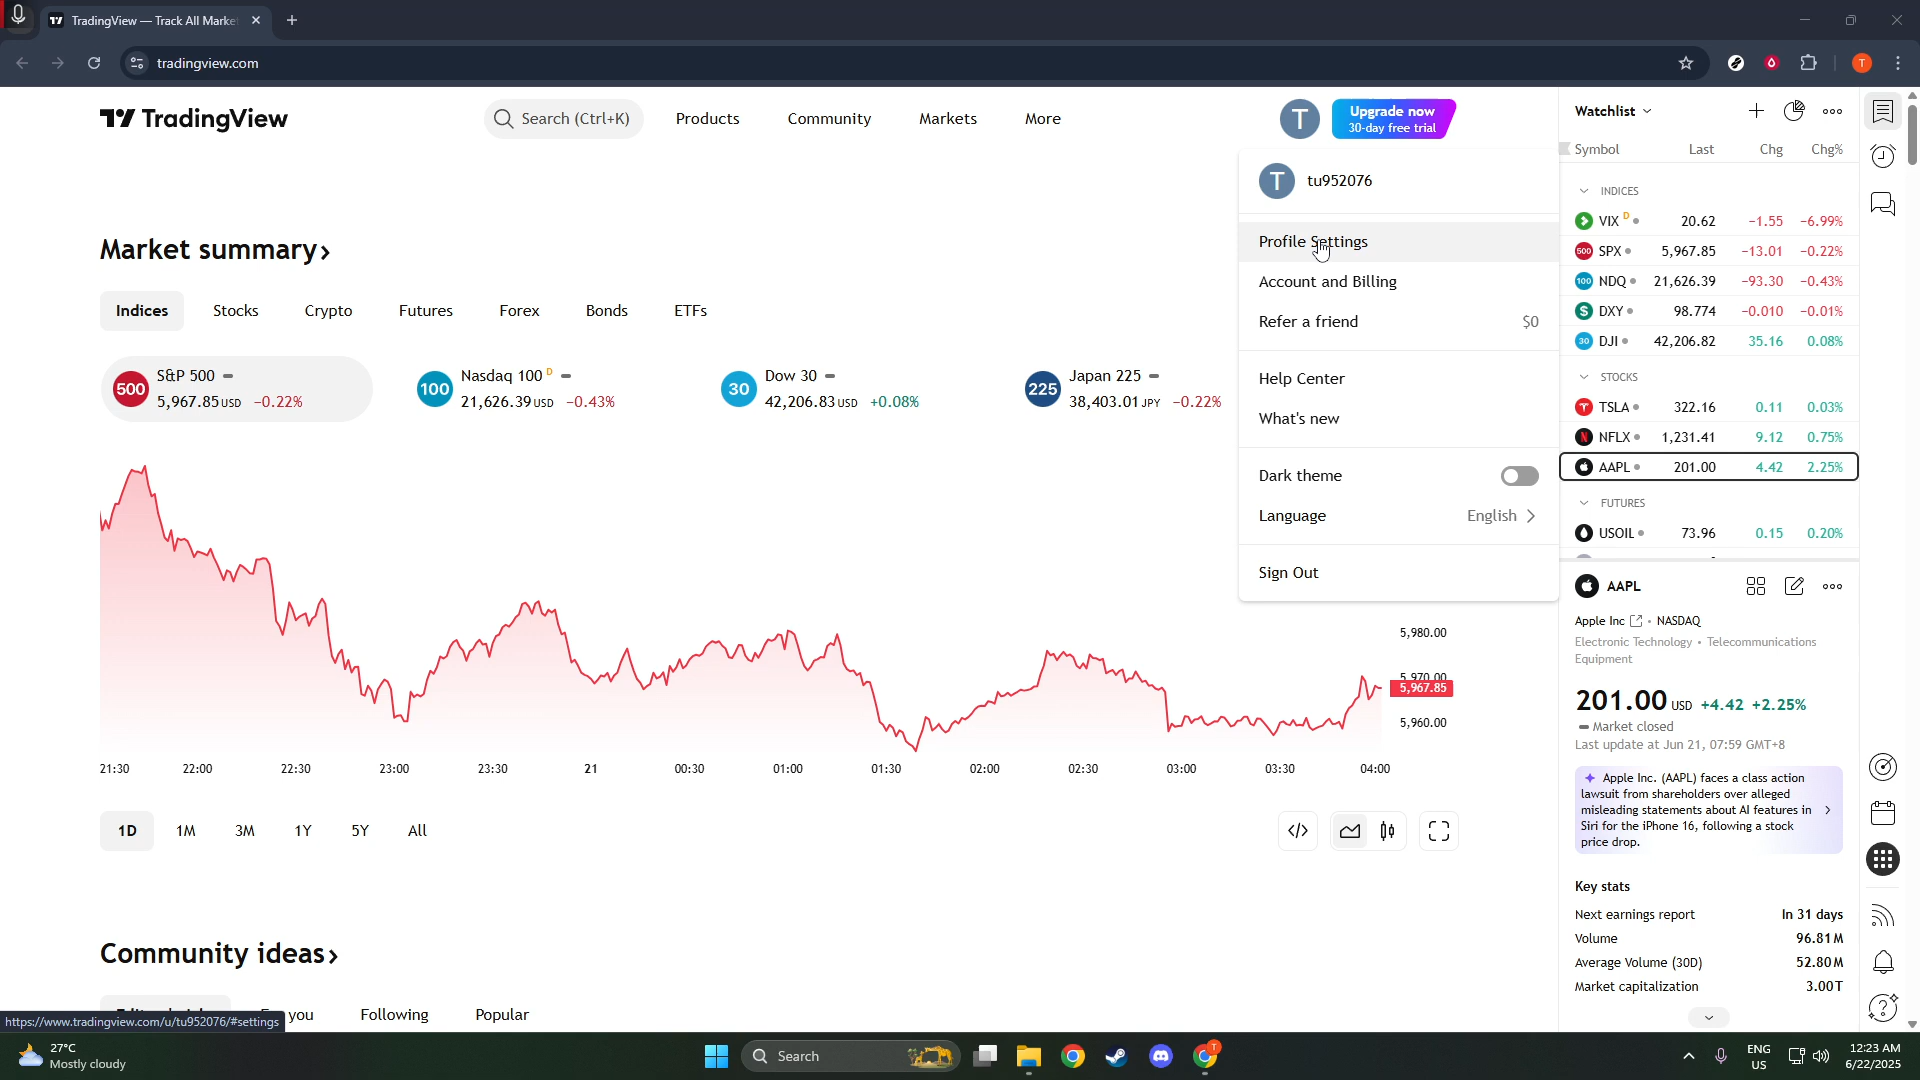 TradingView — Track All Marke
tradingview.com
T
TradingView
Search (Ctrl+K)
Products
Community
Markets
More
T
Upgrade now
30-day free trial
T tu952076
Profile Settings
Account and Billing
Refer a friend $0
Help Center
What's new
Dark theme
Language English
Sign Out
Market summary
Indices
Stocks
Crypto
Futures
Forex
Bonds
ETFs
500 S&P 500
5,967.85 USD −0.22%
100 Nasdaq 100 D
21,626.39 USD −0.43%
30 Dow 30
42,206.83 USD +0.08%
225 Japan 225
38,403.01 JPY −0.22%
5,980.00
5,970.00
5,967.85
5,960.00
21:30 22:00 22:30 23:00 23:30 21 00:30 01:00 01:30 02:00 02:30 03:00 03:30 04:00
1D 1M 3M 1Y 5Y All
Community ideas
you
Following
Popular
https://www.tradingview.com/u/tu952076/#settings
Watchlist
Symbol Last Chg Chg%
INDICES
VIX D 20.62 −1.55 −6.99%
500 SPX 5,967.85 −13.01 −0.22%
100 NDQ 21,626.39 −93.30 −0.43%
$ DXY 98.774 −0.010 −0.01%
30 DJI 42,206.82 35.16 0.08%
STOCKS
TSLA 322.16 0.11 0.03%
NFLX 1,231.41 9.12 0.75%
AAPL 201.00 4.42 2.25%
FUTURES
USOIL 73.96 0.15 0.20%
AAPL
Apple Inc • NASDAQ
Electronic Technology • Telecommunications
Equipment
201.00 USD +4.42 +2.25%
Market closed
Last update at Jun 21, 07:59 GMT+8
Apple Inc. (AAPL) faces a class action
lawsuit from shareholders over alleged
misleading statements about AI features in
Siri for the iPhone 16, following a stock
price drop.
Key stats
Next earnings report In 31 days
Volume 96.81M
Average Volume (30D) 52.80M
Market capitalization 3.00T
27°C
Mostly cloudy
Search
T
ENG
US
12:23 AM
6/22/2025